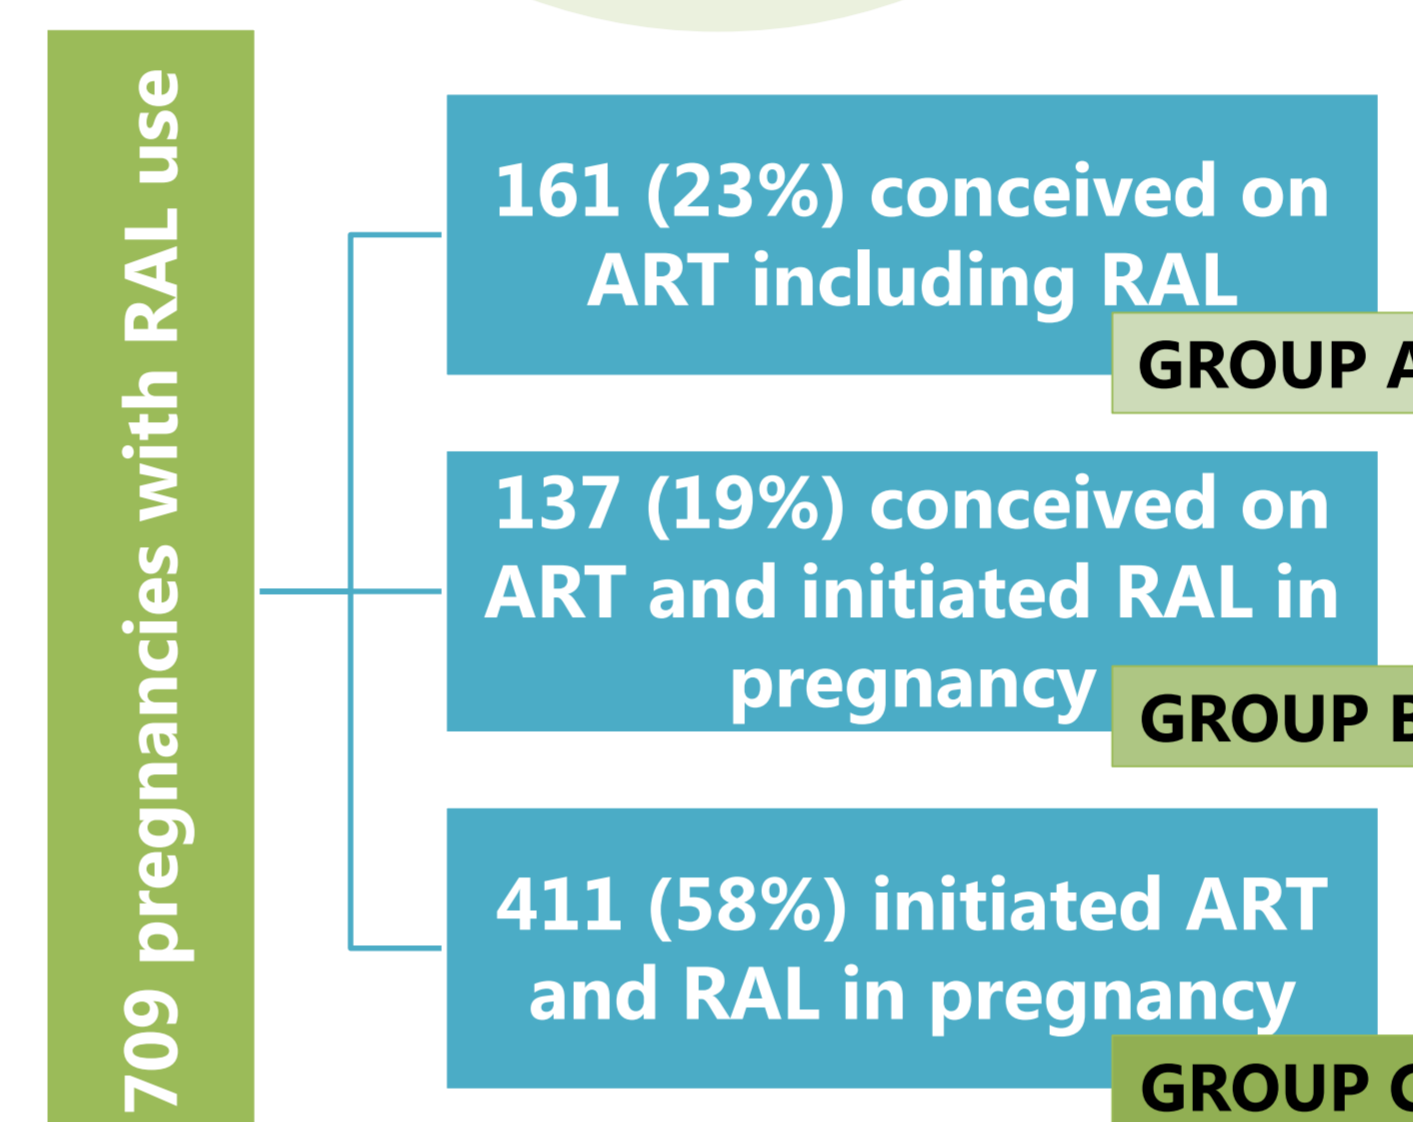 709 pregnancies with RAL use
161 (23%) conceived on
ART including RAL
GROUP A
137 (19%) conceived on
ART and initiated RAL in
pregnancy
GROUP B
411 (58%) initiated ART
and RAL in pregnancy
GROUP C